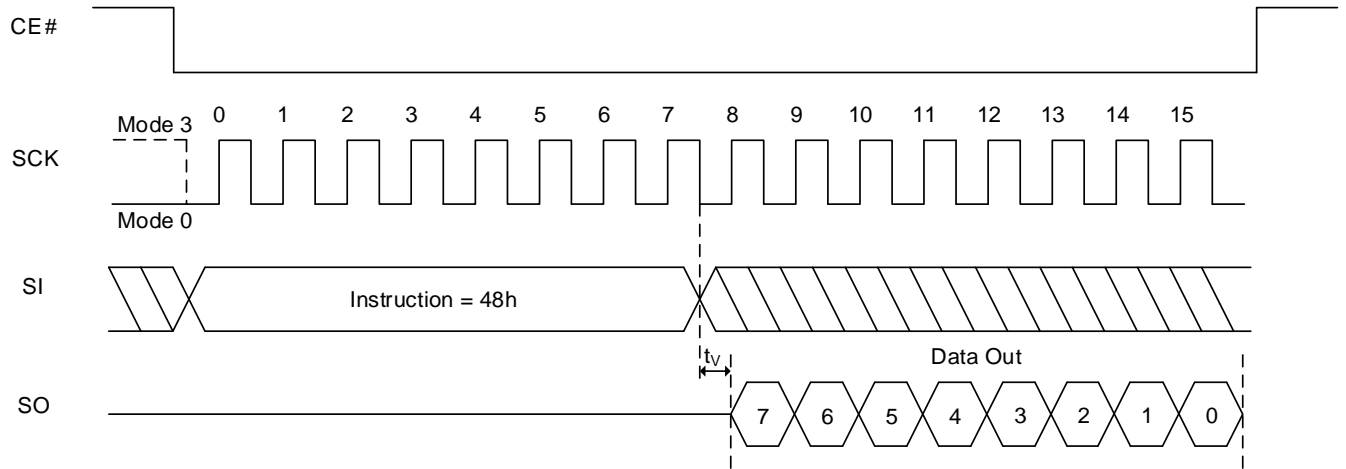 CE#
0 1 2 3 4 5 6 7 8 9 10 11 12 13 14 15
Mode 3
SCK
Mode 0
SI
Instruction = 48h
tV
Data Out
SO
7 6 5 4 3 2 1 0